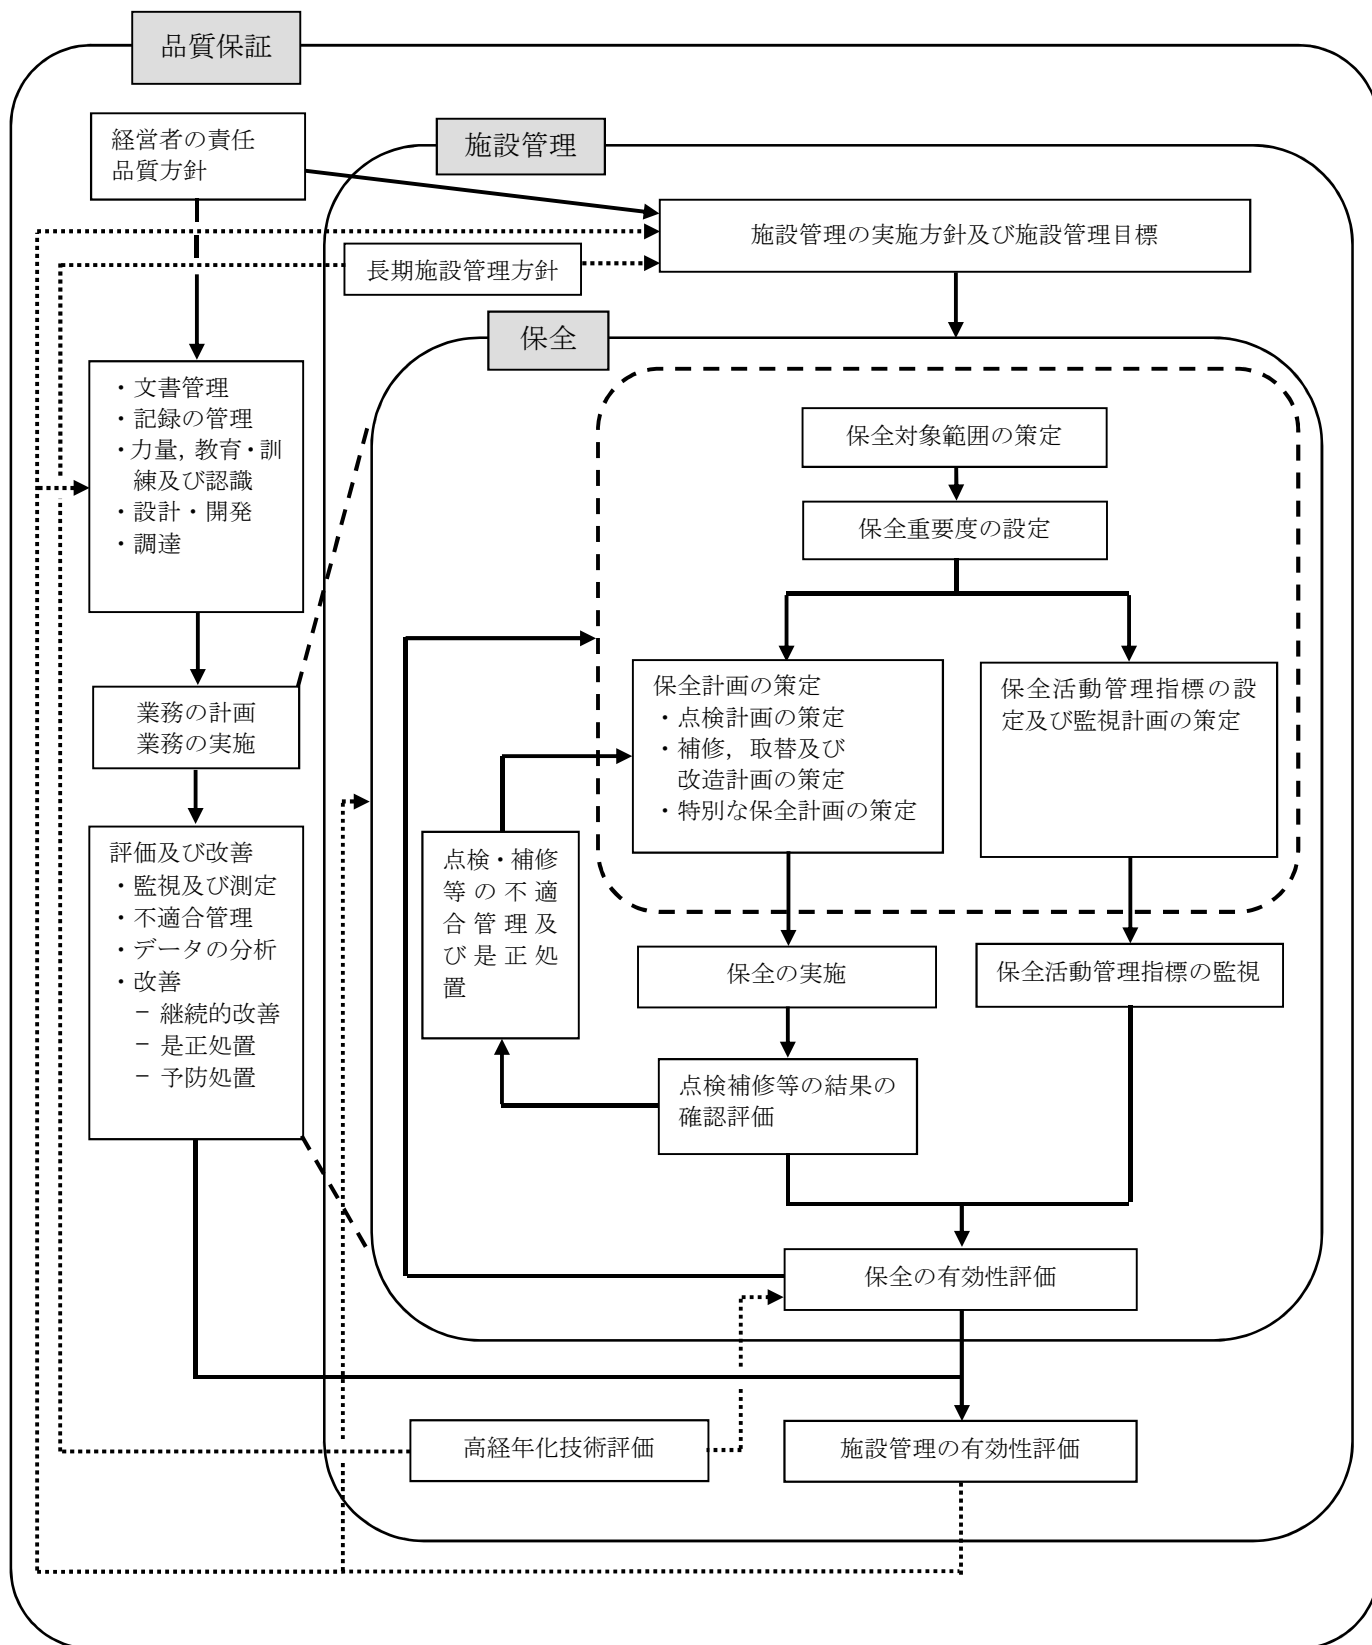 品質保証
経営者の責任
品質方針
施設管理
施設管理の実施方針及び施設管理目標
長期施設管理方針
保全
・文書管理
・記録の管理
・力量，教育・訓
練及び認識
・設計・開発
・調達
保全対象範囲の策定
保全重要度の設定
業務の計画
業務の実施
保全計画の策定
・点検計画の策定
・補修，取替及び
改造計画の策定
・特別な保全計画の策定
保全活動管理指標の設
定及び監視計画の策定
評価及び改善
・監視及び測定
・不適合管理
・データの分析
・改善
− 継続的改善
− 是正処置
− 予防処置
点検・補修
等の不適
合管理及
び是正処
置
保全の実施
保全活動管理指標の監視
点検補修等の結果の
確認評価
保全の有効性評価
高経年化技術評価
施設管理の有効性評価